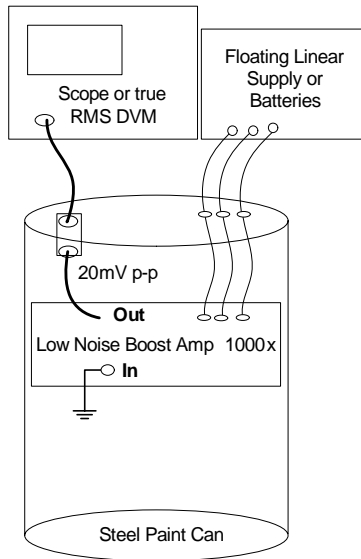 Scope or true
RMS DVM
Floating Linear
Supply or
Batteries
20mV p-p
Out
Low Noise Boost Amp 1000x
In
Steel Paint Can